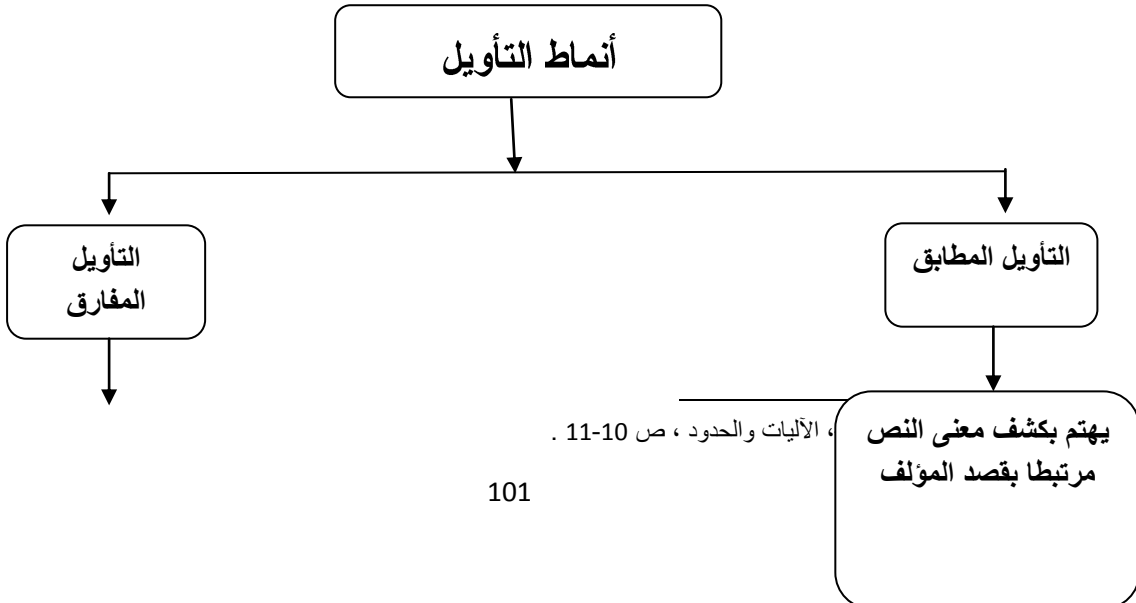 أنماط التأويل
التأويل المطابق
التأويل
المفارق
يهتم بكشف معنى النص
مرتبطا بقصد المؤلف
، الآليات والحدود ، ص 10-11 .
101